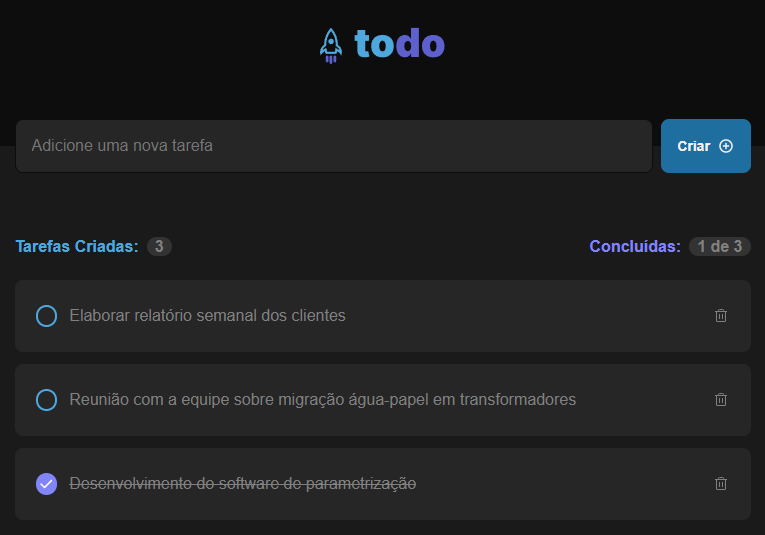 todo
Adicione uma nova tarefa
Criar
Tarefas Criadas: 3
Concluídas: 1 de 3
Elaborar relatório semanal dos clientes
Reunião com a equipe sobre migração água-papel em transformadores
Desenvolvimento do software de parametrização